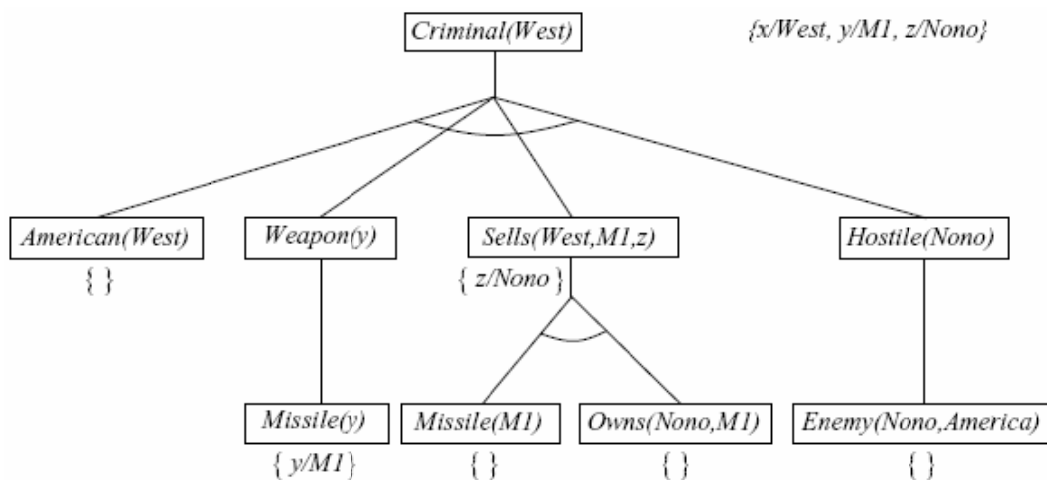 Criminal(West) {x/West, y/M1, z/Nono}
American(West) Weapon(y) Sells(West,M1,z) Hostile(Nono)
{ } { z/Nono }
Missile(y) Missile(M1) Owns(Nono,M1) Enemy(Nono,America)
{ y/M1} { } { } { }